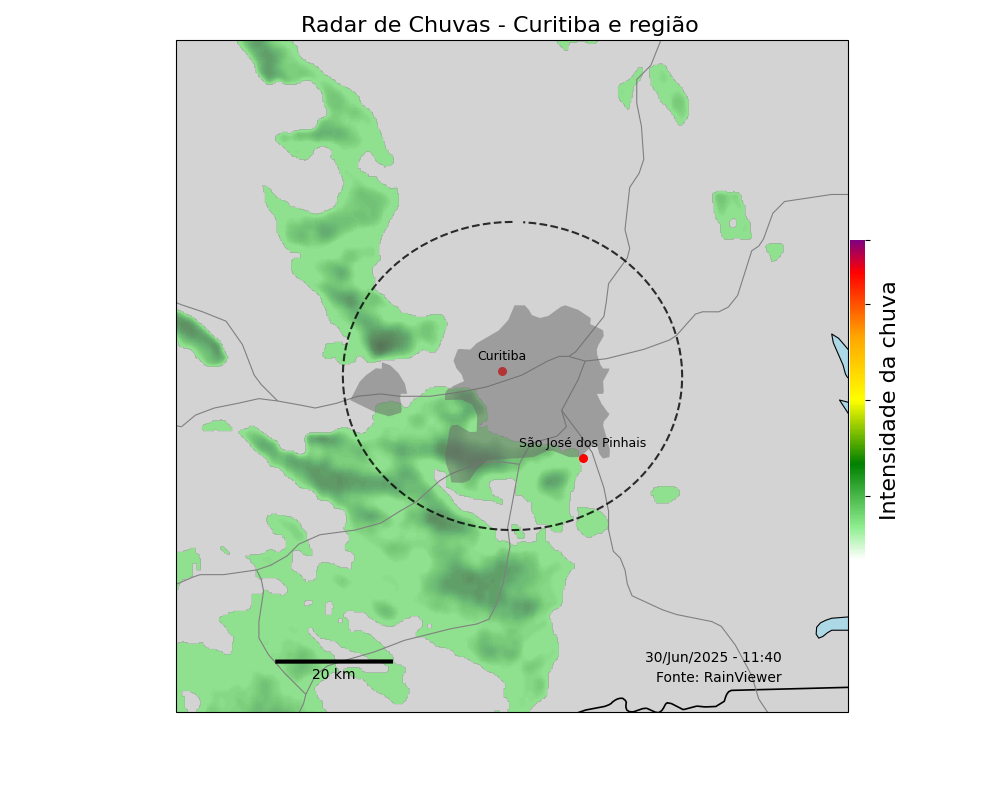 Radar de Chuvas - Curitiba e região
Curitiba
São José dos Pinhais
Intensidade da chuva
30/Jun/2025 - 11:40
Fonte: RainViewer
20 km